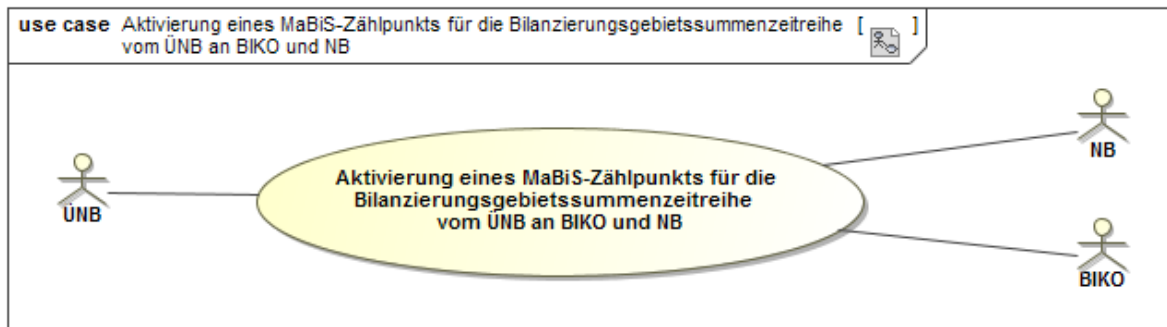 use case Aktivierung eines MaBiS-Zählpunkts für die Bilanzierungsgebietssummenzeitreihe [ ]
vom ÜNB an BIKO und NB
NB
Aktivierung eines MaBiS-Zählpunkts für die
Bilanzierungsgebietssummenzeitreihe
vom ÜNB an BIKO und NB
ÜNB
BIKO